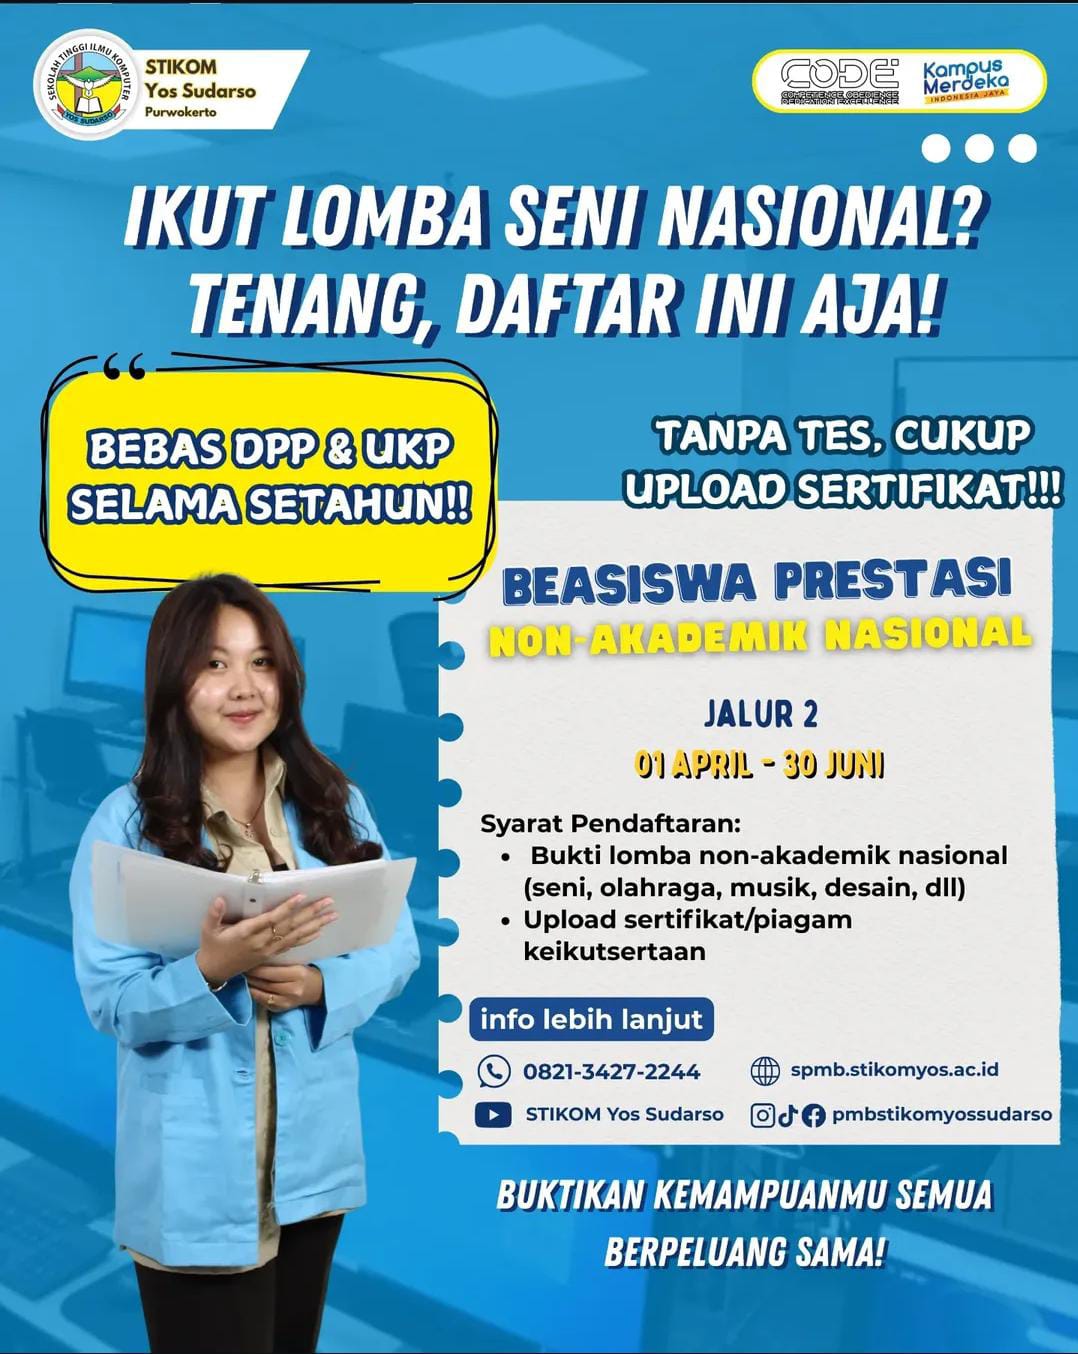 SEKOLAH TINGGI ILMU KOMPUTER
YOS SUDARSO
STIKOM
Yos Sudarso
Purwokerto
CODE
COMPETENCE OBEDIENCE
DEDICATION EXCELLENCE
Kampus
Merdeka
INDONESIA JAYA
IKUT LOMBA SENI NASIONAL?
TENANG, DAFTAR INI AJA!
BEBAS DPP & UKP
SELAMA SETAHUN!!
TANPA TES, CUKUP
UPLOAD SERTIFIKAT!!!
BEASISWA PRESTASI
NON-AKADEMIK NASIONAL
JALUR 2
01 APRIL - 30 JUNI
Syarat Pendaftaran:
• Bukti lomba non-akademik nasional
(seni, olahraga, musik, desain, dll)
• Upload sertifikat/piagam
keikutsertaan
info lebih lanjut
0821-3427-2244
spmb.stikomyos.ac.id
STIKOM Yos Sudarso
pmbstikomyossudarso
BUKTIKAN KEMAMPUANMU SEMUA
BERPELUANG SAMA!